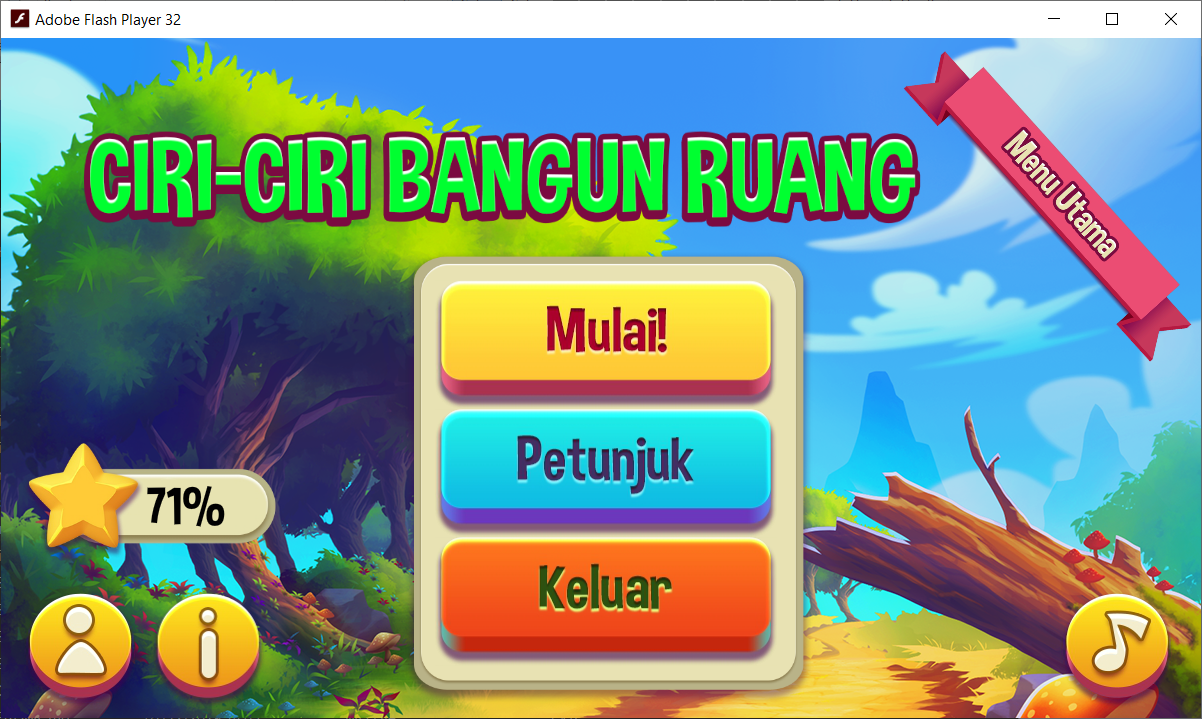 Adobe Flash Player 32
CIRI-CIRI BANGUN RUANG
Menu Utama
Mulai!
Petunjuk
71%
Keluar